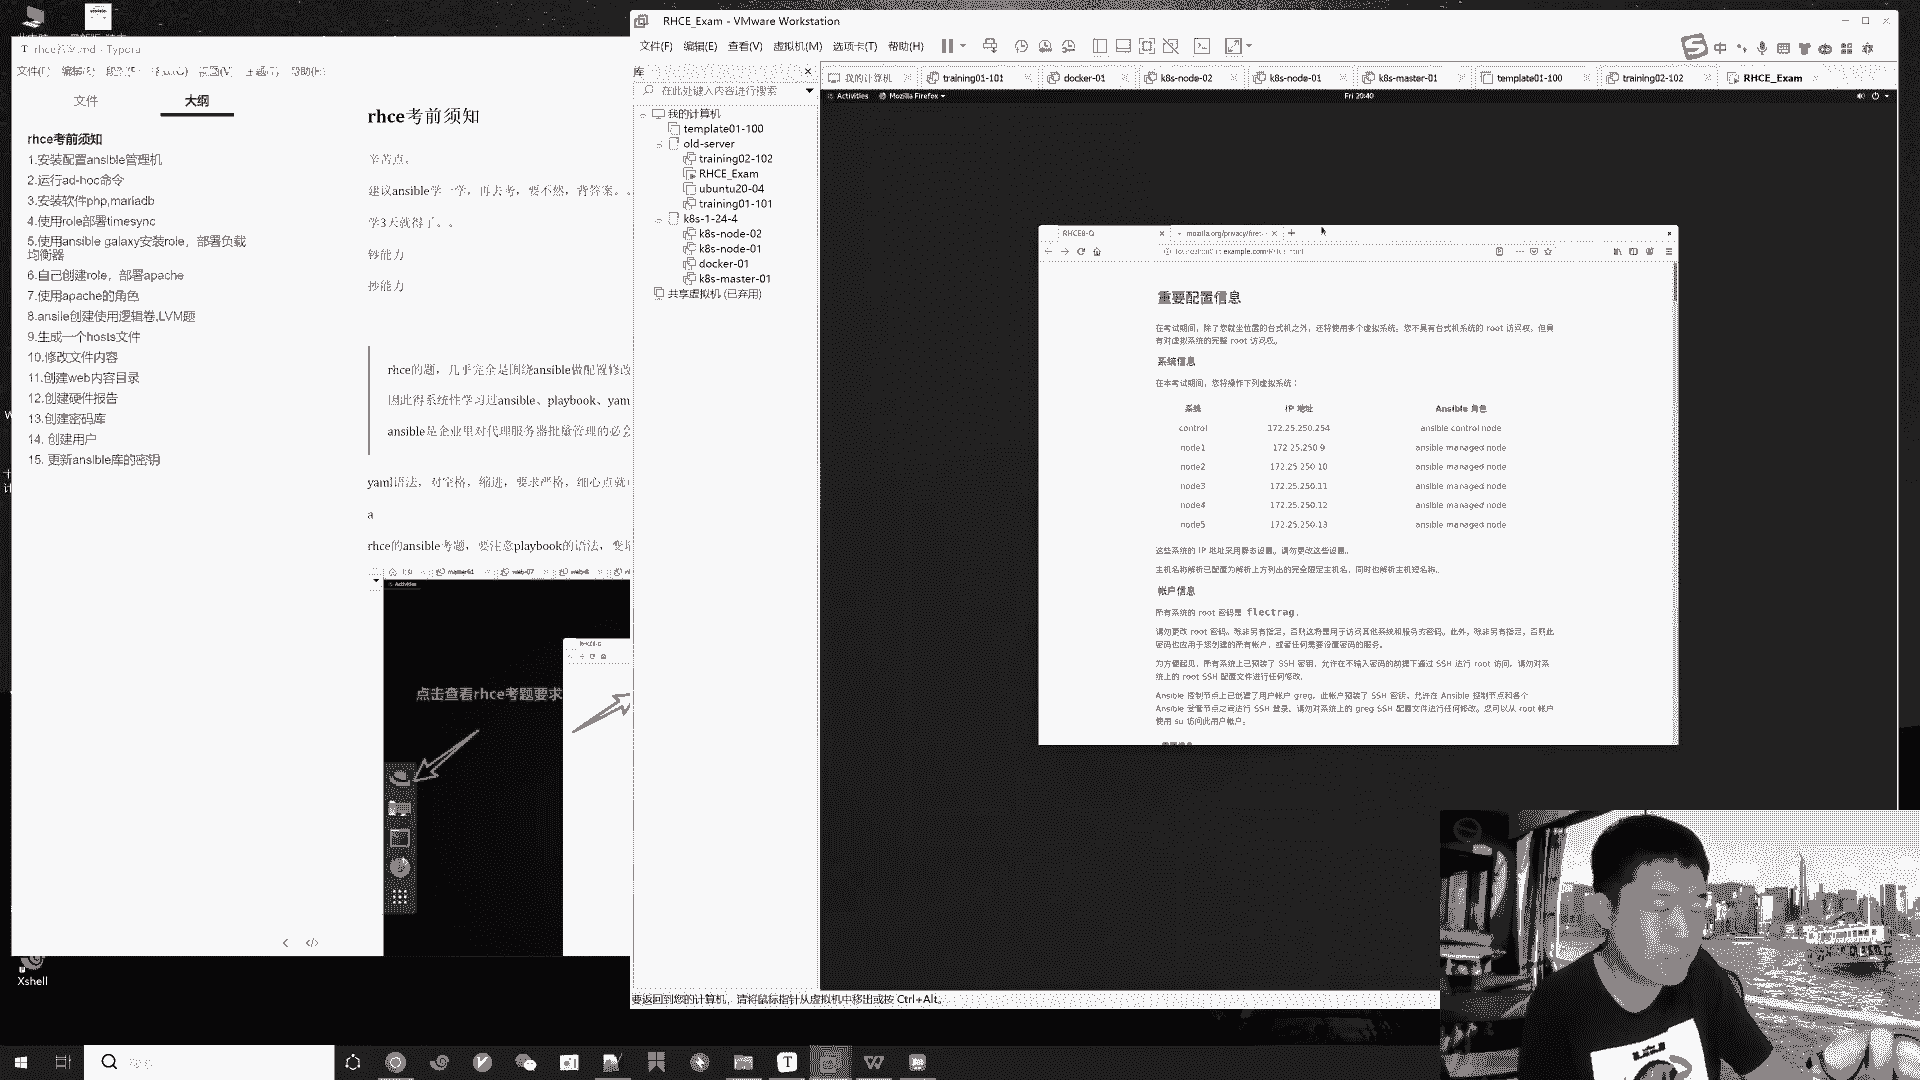 rhce考前须知
文件
大纲
rhce考前须知
1.安装配置ansible管理机
2.运行ad-hoc命令
3.安装软件php,mariadb
4.使用role部署timesync
5.使用ansible galaxy安装role，部署负载
均衡器
6.自己创建role，部署apache
7.使用apache的角色
8.ansile创建使用逻辑卷,LVM题
9.生成一个hosts文件
10.修改文件内容
11.创建web内容目录
12.创建硬件报告
13.创建密码库
14. 创建用户
15. 更新ansible库的密钥
辛苦点。
建议ansible学一学，再去考，要不然，背答案。。
学3天就得了。。
钞能力
抄能力
rhce的题，几乎完全是围绕ansible做配置修改
因此得系统性学习过ansible、playbook、yam
ansible是企业里对代理服务器批量管理的必会
yaml语法，对空格，缩进，要求严格，细心点就
a
rhce的ansible考题，要注意playbook的语法，
点击查看rhce考题要求
RHCE_Exam - VMware Workstation
文件(F) 编辑(E) 查看(V) 虚拟机(M) 选项卡(T) 帮助(H)
库
在此处键入内容进行搜索
我的计算机
template01-100
old-server
training02-102
RHCE_Exam
ubuntu20-04
training01-101
k8s-1-24-4
k8s-node-02
k8s-node-01
docker-01
k8s-master-01
共享虚拟机 (已弃用)
我的计算机 training01-101 docker-01 k8s-node-02 k8s-node-01 k8s-master-01 template01-100 training02-102 RHCE_Exam
Activities Mozilla Firefox Fri 20:40
RHCE8-Q
重要配置信息
在考试期间，除了您就坐位置的台式机之外，还将使用多个虚拟系统。您不具有台式机系统的 root 访问权，但具
有对虚拟系统的完整 root 访问权。
系统信息
在本考试期间，您将操作下列虚拟系统：
系统 IP 地址 Ansible 角色
control 172.25.250.254 ansible control node
node1 172.25.250.9 ansible managed node
node2 172.25.250.10 ansible managed node
node3 172.25.250.11 ansible managed node
node4 172.25.250.12 ansible managed node
node5 172.25.250.13 ansible managed node
这些系统的 IP 地址采用静态设置。请勿更改这些设置。
主机名称解析已配置为解析上方列出的完全限定主机名，同时也解析主机短名称。
帐户信息
所有系统的 root 密码是 flectrag.
请勿更改 root 密码。除非另有指定，否则这将是用于访问其他系统和服务的密码。此外，除非另有指定，否则此
密码也应用于您创建的所有帐户，或者任何需要设置密码的服务。
为方便起见，所有系统上已预装了 SSH 密钥，允许在不输入密码的前提下通过 SSH 进行 root 访问。请勿对系
统上的 root SSH 配置文件进行任何修改。
Ansible 控制节点上已创建了用户帐户 greg。此帐户预装了 SSH 密钥，允许在 Ansible 控制节点和各个
Ansible 受管节点之间进行 SSH 登录。请勿对系统上的 greg SSH 配置文件进行任何修改。您可以从 root 帐户
使用 su 访问此用户帐户。
要返回到您的计算机，请将鼠标指针从虚拟机中移出或按 Ctrl+Alt。
Xshell